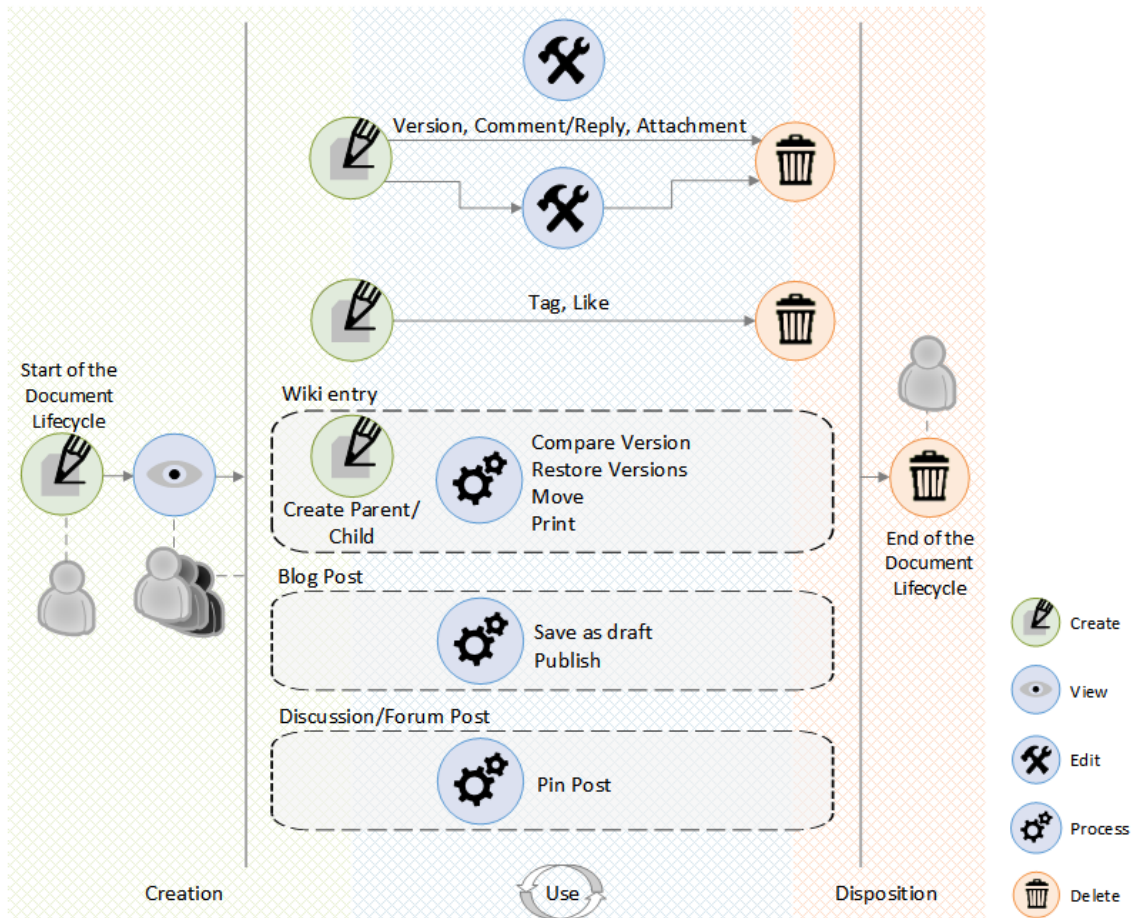 Version, Comment/Reply, Attachment
Tag, Like
Start of the
Document
Lifecycle
Wiki entry
Compare Version
Restore Versions
Move
Print
Create Parent/
Child
End of the
Document
Lifecycle
Blog Post
Save as draft
Publish
Discussion/Forum Post
Pin Post
Creation
Use
Disposition
Create
View
Edit
Process
Delete